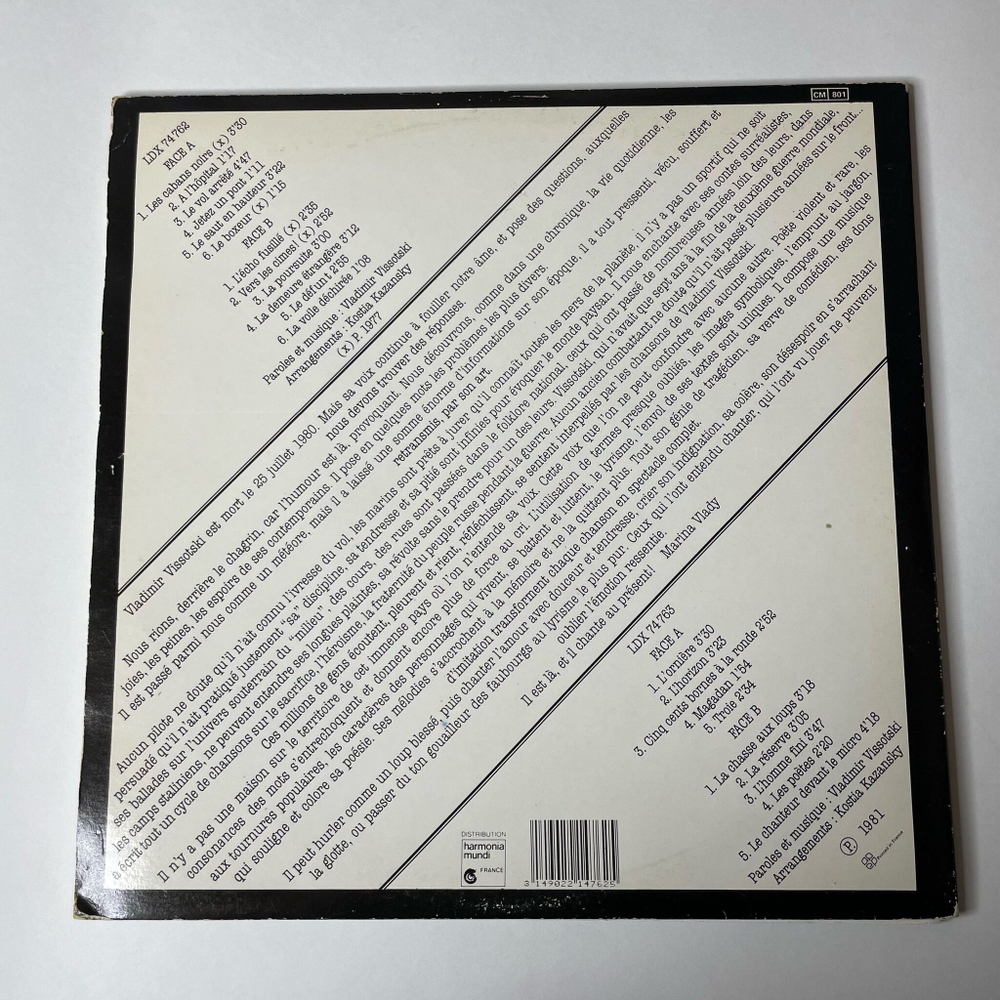 CM 801
LDX 74762
FACE A
1. Les cabans noirs (x) 3'30
2. A l'hôpital 1'17
3. Le vol arrêté 4'47
4. Jetez un pont 1'11
5. Le saut en hauteur 3'22
6. Le boxeur (x) 1'15
FACE B
1. l'écho fusillé (x) 2'35
2. Vers les cimes! (x) 2'52
3. La poursuite 3'00
4. La demeure étrangère 3'12
5. Le défunt 2'55
6. La voile déchirée 1'08
Paroles et musique : Vladimir Vissotski
Arrangements : Kostia Kazansky
(x) P. 1977
Vladimir Vissotski est mort le 25 juillet 1980. Mais sa voix continue à fouiller notre âme, et pose des questions, auxquelles
nous devons trouver des réponses.
Nous rions, derrière le chagrin, car l'humour est là, provoquant. Nous découvrons, comme dans une chronique, la vie quotidienne, les
joies, les peines, les espoirs de ses contemporains. Il pose en quelques mots les problèmes les plus divers.
Il est passé parmi nous comme un météore, mais il a laissé une somme énorme d'informations sur son époque, il a tout pressenti, vécu, souffert et
retransmis, par son art.
Aucun pilote ne doute qu'il n'ait connu l'ivresse du vol, les marins sont prêts à jurer qu'il connaît toutes les mers de la planète, il n'y a pas un sportif qui ne soit
persuadé qu'il n'ait pratiqué justement "sa" discipline, sa tendresse et sa pitié sont infinies pour évoquer le monde paysan. Il nous enchante avec ses contes surréalistes,
ses ballades sur l'univers souterrain du "milieu", des cours, des rues sont passées dans le folklore national, ceux qui ont passé de nombreuses années loin des leurs, dans
les camps staliniens, ne peuvent entendre ses longues plaintes, sa révolte sans le prendre pour un des leurs, Vissotski, qui n'avait que sept ans à la fin de la deuxième guerre mondiale,
a écrit tout un cycle de chansons sur le sacrifice, l'héroïsme, la fraternité du peuple russe pendant la guerre. Aucun ancien combattant ne doute qu'il n'ait passé plusieurs années sur le front...
Ces millions de gens écoutent, pleurent et rient, réfléchissent, se sentent interpellés par les chansons de Vladimir Vissotski.
Il n'y a pas une maison sur le territoire de cet immense pays où l'on n'entende sa voix. Cette voix que l'on ne peut confondre avec aucune autre. Poète violent et rare, les
consonances des mots s'entrechoquent et donnent encore plus de force au cri. L'utilisation de termes presque oubliés, les images symboliques, l'emprunt au jargon,
aux tournures populaires, les caractères des personnages qui vivent, se battent et luttent, le lyrisme, l'envol de ses textes sont uniques. Il compose une musique
qui souligne et colore sa poésie. Ses mélodies s'accrochent à la mémoire et ne la quittent plus. Tout son génie de tragédien, sa verve de comédien, ses dons
d'imitation transforment chaque chanson en spectacle complet.
Il peut hurler comme un loup blessé, puis chanter l'amour avec douceur et tendresse, crier son indignation, sa colère, son désespoir en s'arrachant
la glotte, ou passer du ton gouailleur des faubourgs au lyrisme le plus pur. Ceux qui l'ont entendu chanter, qui l'ont vu jouer ne peuvent
oublier l'émotion ressentie.
Il est là, et il chante au présent! Marina Vlady
LDX 74763
FACE A
1. L'ornière 3'30
2. L'horizon 3'23
3. Cinq cents bornes à la ronde 2'52
4. Magadan 1'54
5. Troie 2'34
FACE B
1. La chasse aux loups 3'18
2. La réserve 3'05
3. L'homme fini 3'47
4. Les poètes 2'20
5. Le chanteur devant le micro 4'18
Paroles et musique : Vladimir Vissotski
Arrangements : Kostia Kazansky
P 1981
Printed in France
DISTRIBUTION
harmonia
mundi
FRANCE
3 149022 147625